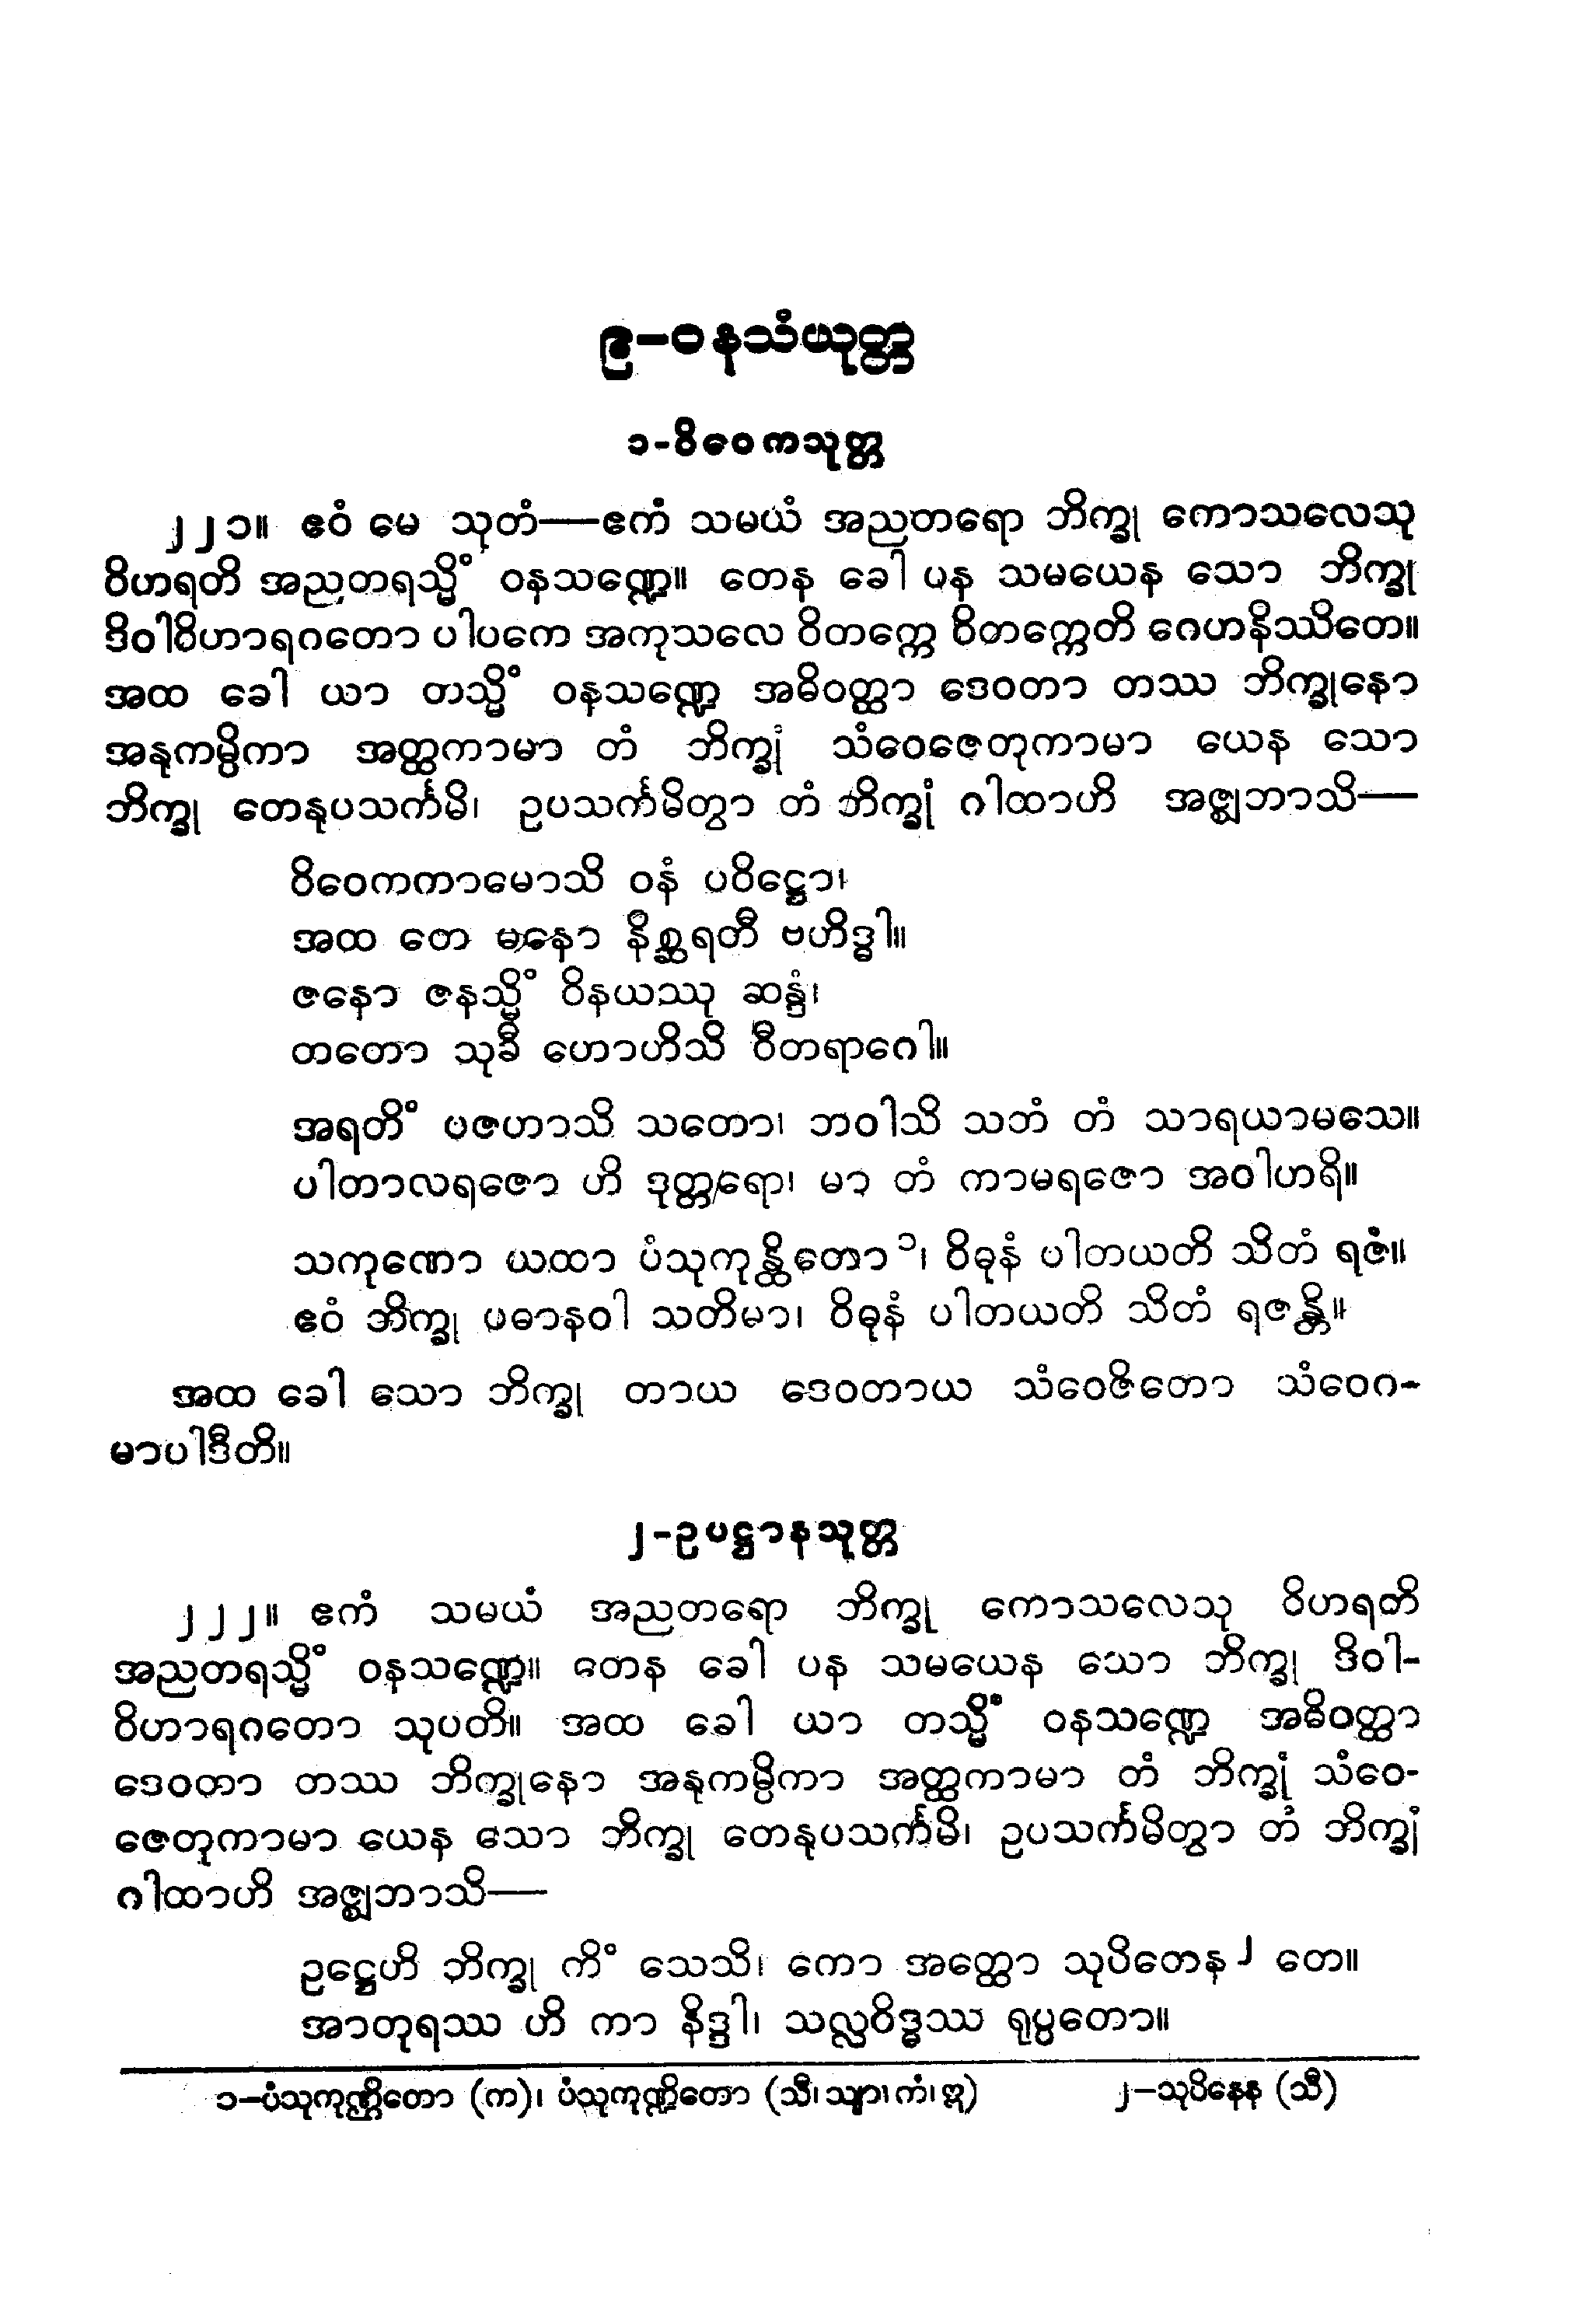 ၉-ဝနသံယုတ္တ
၁-ဝိဝေကသုတ္တ
၂၂၁။ ဧဝံ မေ သုတံ—ဧကံ သမယံ အညတရော ဘိက္ခု ကောသလေသု
ဝိဟရတိ အညတရသ္မိံ ဝနသဏ္ဍေ။ တေန ခေါ ပန သမယေန သော ဘိက္ခု
ဒိဝါဝိဟာရဂတော ပါပကေ အကုသလေ ဝိတက္ကေ ဝိတက္ကေတိ ဂေဟနိဿိတေ။
အထ ခေါ ယာ တသ္မိံ ဝနသဏ္ဍေ အဓိဝတ္ထာ ဒေဝတာ တဿ ဘိက္ခုနော
အနုကမ္ပိကာ အတ္ထကာမာ တံ ဘိက္ခုံ သံဝေဇေတုကာမာ ယေန သော
ဘိက္ခု တေနုပသင်္ကမိ၊ ဥပသင်္ကမိတွာ တံ ဘိက္ခုံ ဂါထာဟိ အဇ္ဈဘာသိ—
ဝိဝေကကာမောသိ ဝနံ ပဝိဋ္ဌော၊
အထ တေ မနော နိစ္ဆရတီ ဗဟိဒ္ဓါ။
ဇနော ဇနသ္မိံ ဝိနယဿု ဆန္ဒံ၊
တတော သုခီ ဟောဟိသိ ဝီတရာဂေါ။
အရတိံ ပဇဟာသိ သတော၊ ဘဝါသိ သတံ တံ သာရယာမသေ။
ပါတာလရဇော ဟိ ဒုတ္တရော၊ မာ တံ ကာမရဇော အဝါဟရိ။
သကုဏော ယထာ ပံသုကုန္ထိတော ၁၊ ဝိဓုနံ ပါတယတိ သိတံ ရဇံ။
ဧဝံ ဘိက္ခု ပဓာနဝါ သတိမာ၊ ဝိဓုနံ ပါတယတိ သိတံ ရဇန္တိ။
အထ ခေါ သော ဘိက္ခု တာယ ဒေဝတာယ သံဝေဇိတော သံဝေဂ-
မာပါဒီတိ။
၂-ဥပဋ္ဌာနသုတ္တ
၂၂၂။ ဧကံ သမယံ အညတရော ဘိက္ခု ကောသလေသု ဝိဟရတိ
အညတရသ္မိံ ဝနသဏ္ဍေ။ တေန ခေါ ပန သမယေန သော ဘိက္ခု ဒိဝါ-
ဝိဟာရဂတော သုပတိ။ အထ ခေါ ယာ တသ္မိံ ဝနသဏ္ဍေ အဓိဝတ္ထာ
ဒေဝတာ တဿ ဘိက္ခုနော အနုကမ္ပိကာ အတ္ထကာမာ တံ ဘိက္ခုံ သံဝေ-
ဇေတုကာမာ ယေန သော ဘိက္ခု တေနုပသင်္ကမိ၊ ဥပသင်္ကမိတွာ တံ ဘိက္ခုံ
ဂါထာဟိ အဇ္ဈဘာသိ—
ဥဋ္ဌေဟိ ဘိက္ခု ကိံ သေသိ၊ ကော အတ္ထော သုပိတေန ၂ တေ။
အာတုရဿ ဟိ ကာ နိဒ္ဒါ၊ သလ္လဝိဒ္ဓဿ ရုပ္ပတော။
၁-ပံသုကုဏ္ဌိတော (က)၊ ပံသုကုဏ္ဍိတော (သီ၊ သျာ၊ ကံ၊ ဣ) ၂-သုပိနေန (သီ)